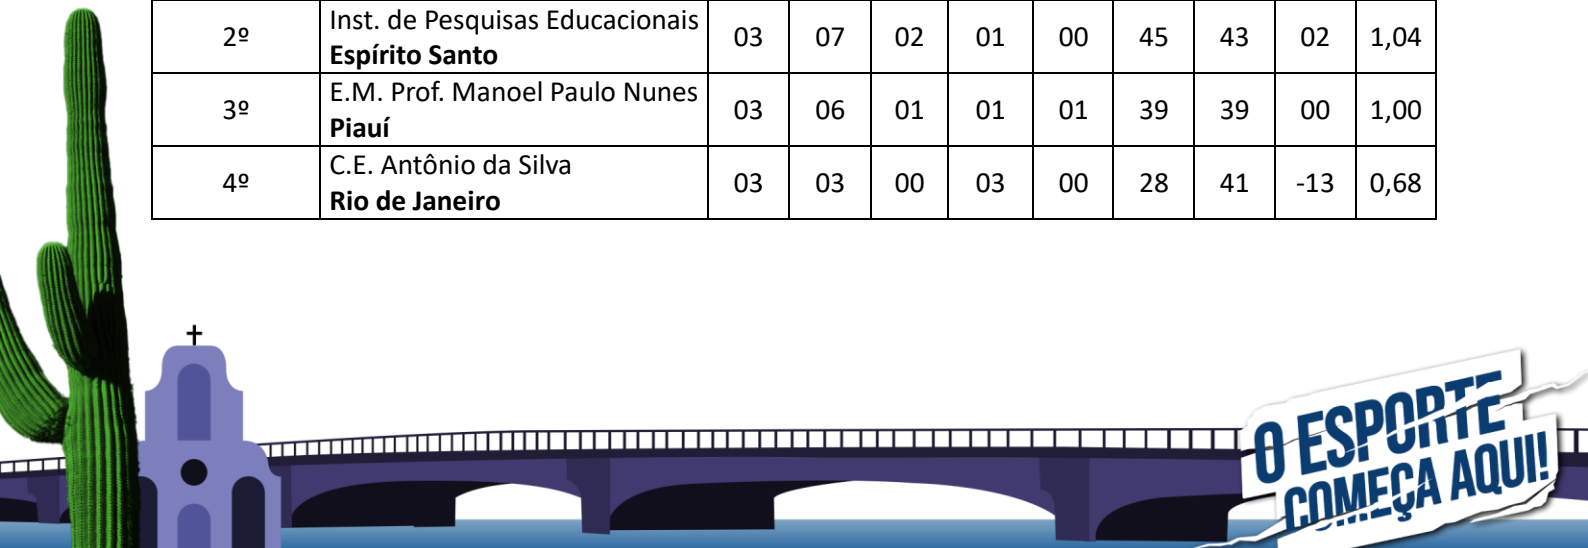 2º Inst. de Pesquisas Educacionais 03 07 02 01 00 45 43 02 1,04
Espírito Santo
3º E.M. Prof. Manoel Paulo Nunes 03 06 01 01 01 39 39 00 1,00
Piauí
4º C.E. Antônio da Silva 03 03 00 03 00 28 41 -13 0,68
Rio de Janeiro
O ESPORTE
COMEÇA AQUI!